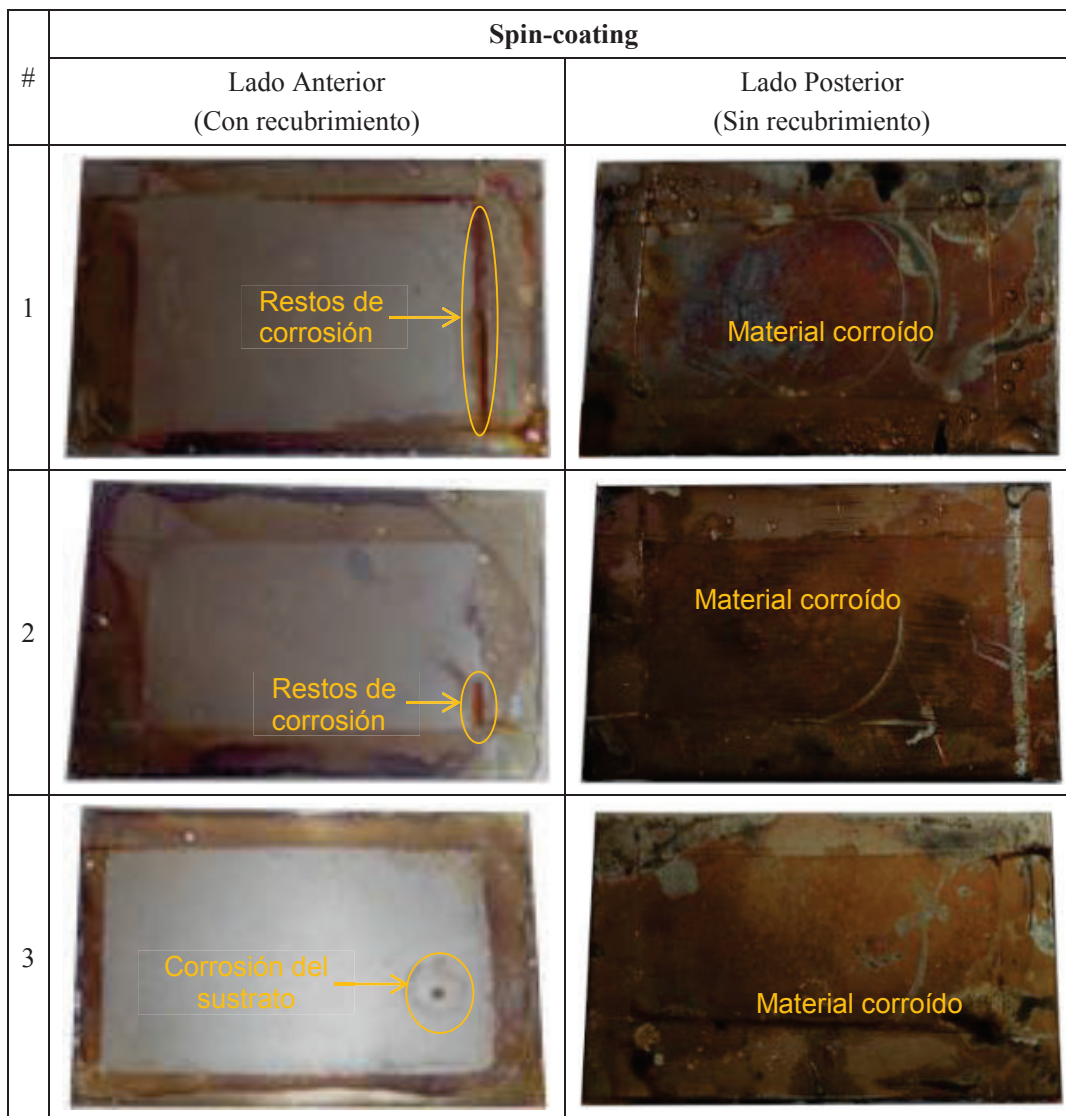 Spin-coating
#
Lado Anterior
(Con recubrimiento)
Lado Posterior
(Sin recubrimiento)
1
Restos de
corrosión
Material corroído
2
Restos de
corrosión
Material corroído
3
Corrosión del
sustrato
Material corroído